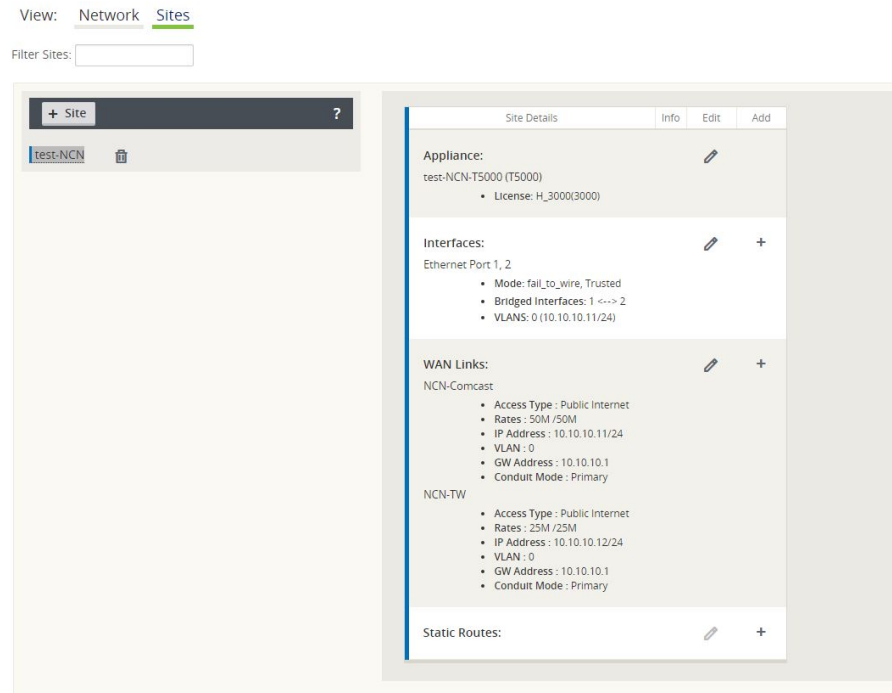 View: Network Sites
Filter Sites:
+ Site ?
test-NCN
Site Details Info Edit Add
Appliance:
test-NCN-T5000 (T5000)
• License: H_3000(3000)
Interfaces: +
Ethernet Port 1, 2
• Mode: fail_to_wire, Trusted
• Bridged Interfaces: 1 <--> 2
• VLANS: 0 (10.10.10.11/24)
WAN Links: +
NCN-Comcast
• Access Type : Public Internet
• Rates : 50M /50M
• IP Address : 10.10.10.11/24
• VLAN : 0
• GW Address : 10.10.10.1
• Conduit Mode : Primary
NCN-TW
• Access Type : Public Internet
• Rates : 25M /25M
• IP Address : 10.10.10.12/24
• VLAN : 0
• GW Address : 10.10.10.1
• Conduit Mode : Primary
Static Routes: +